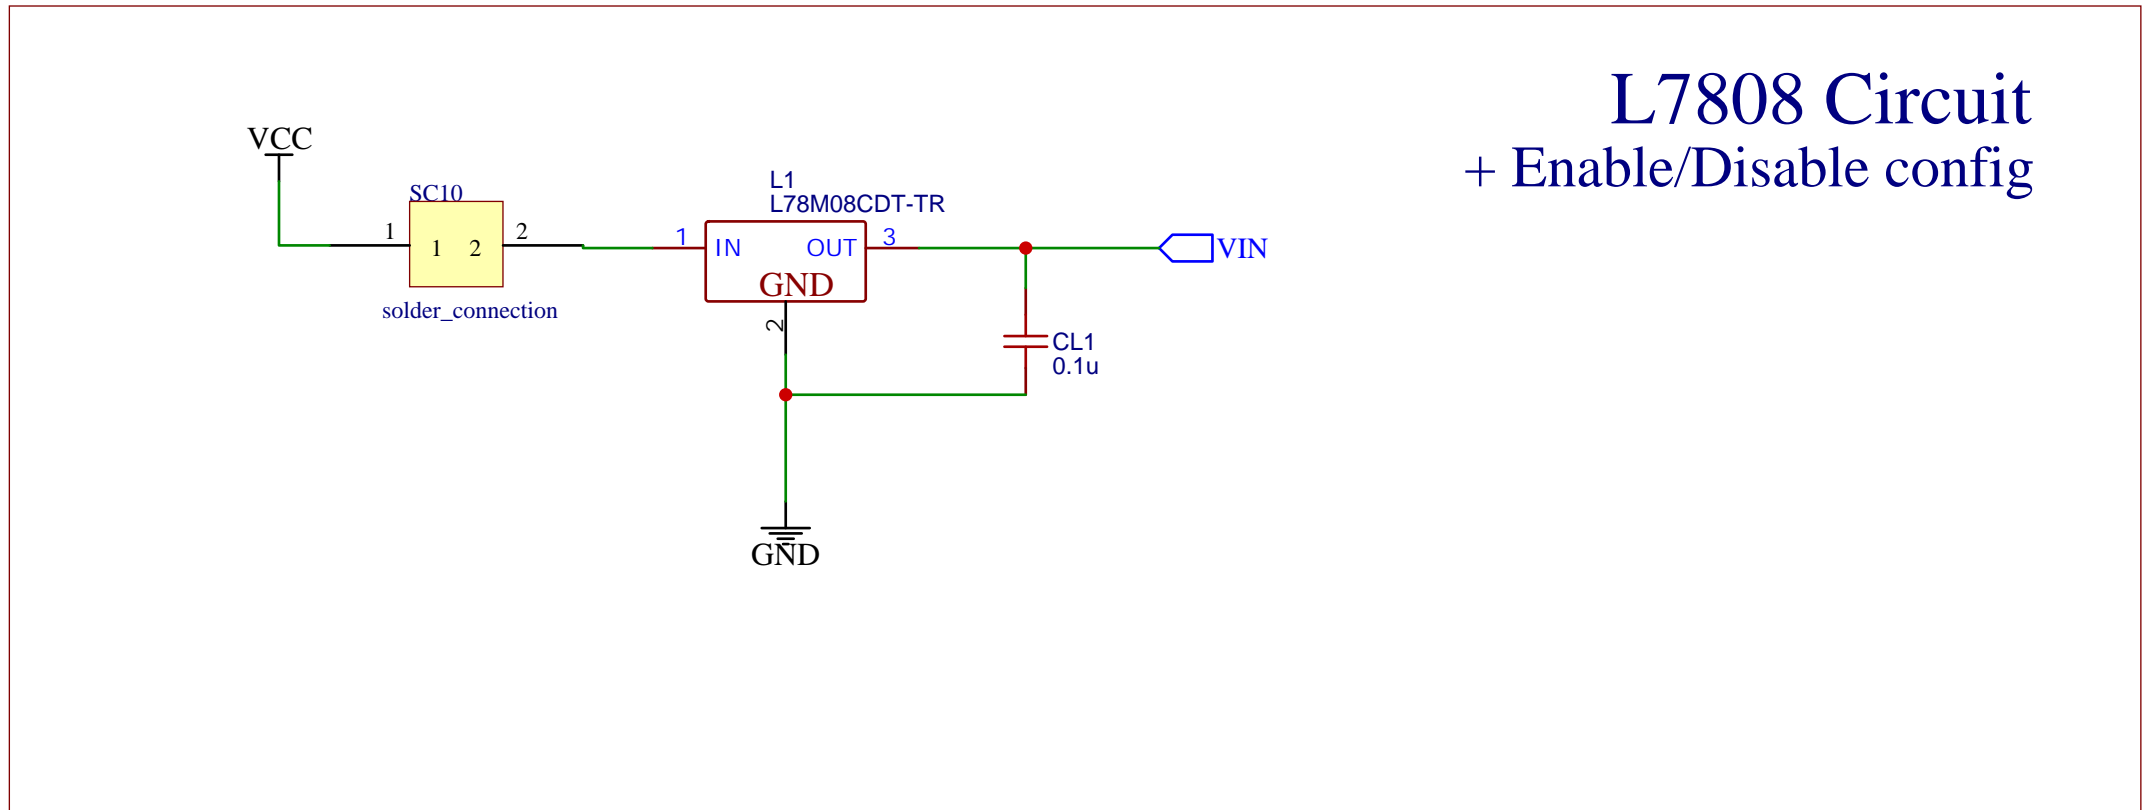 L7808 Circuit
+ Enable/Disable config
VCC
SC10
1
1 2
2
solder_connection
L1
L78M08CDT-TR
1
IN
OUT
3
GND
2
VIN
CL1
0.1u
GND